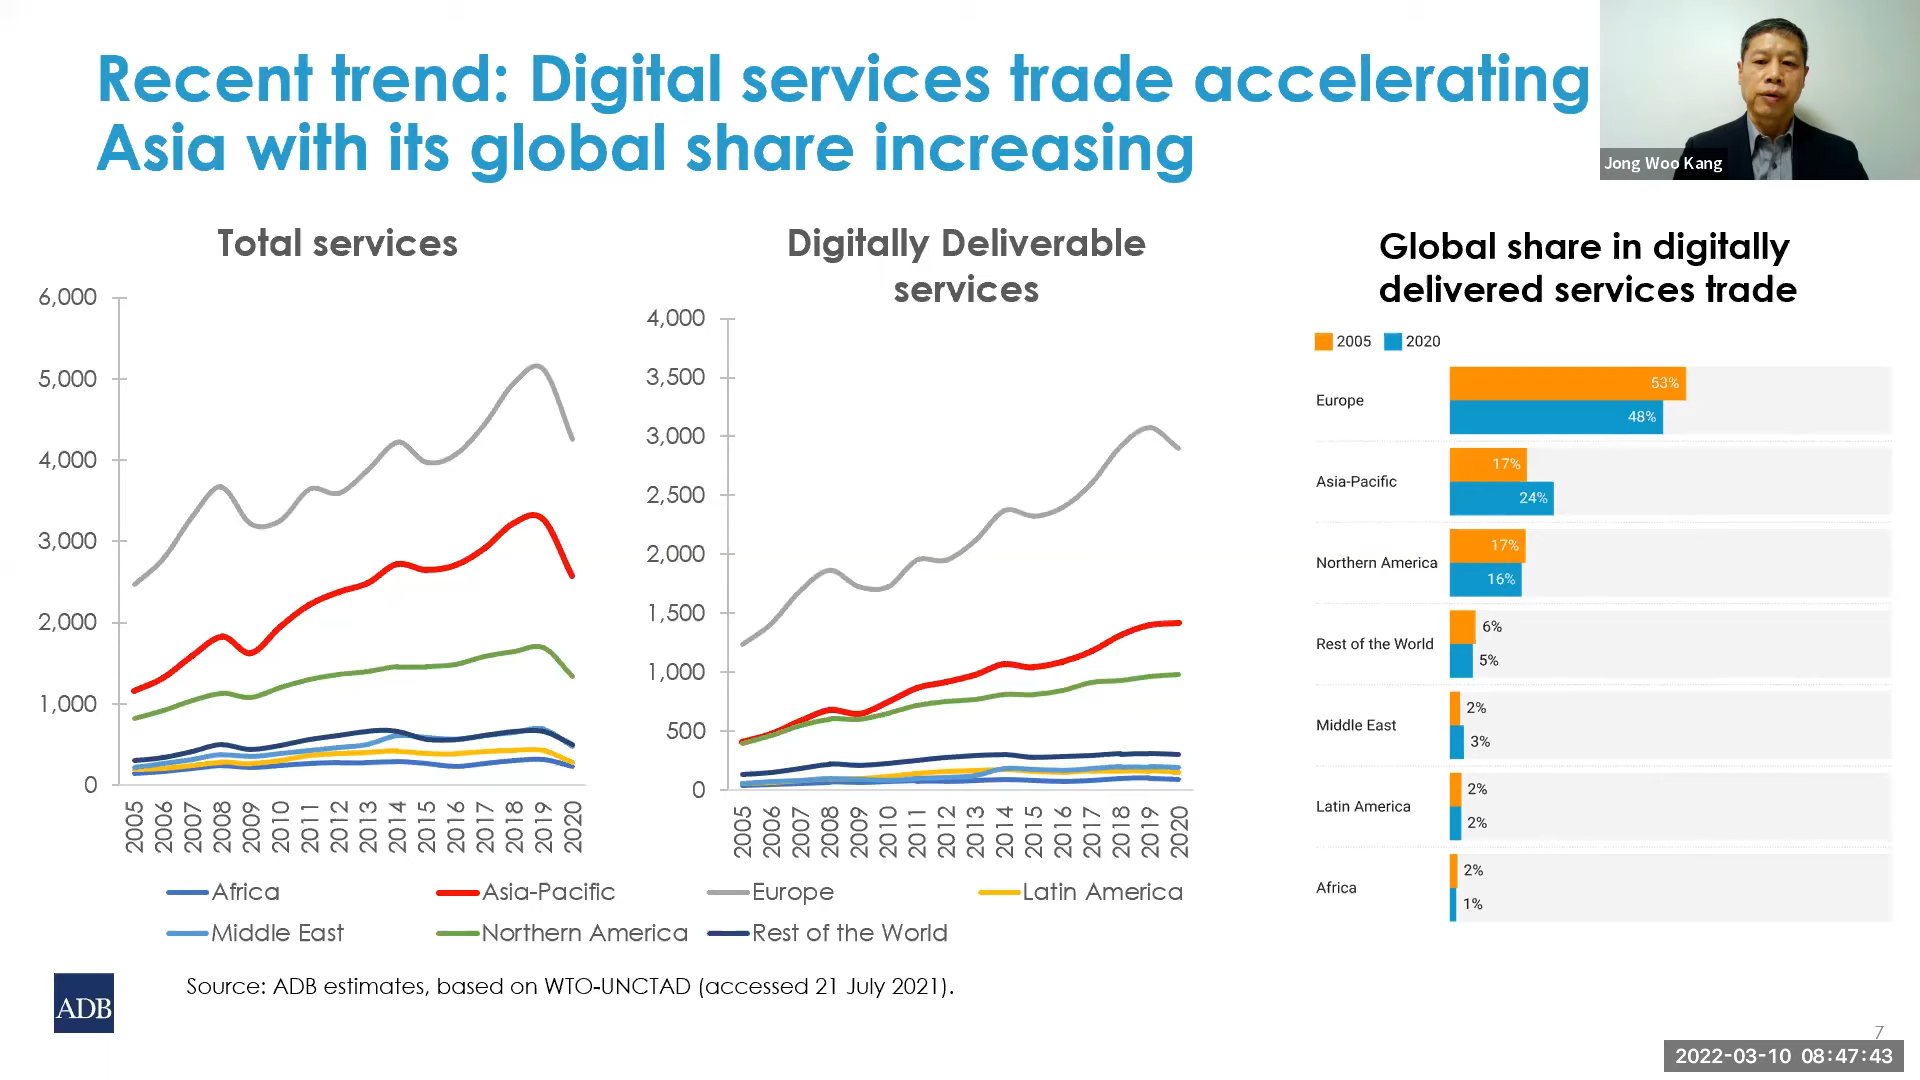 Recent trend: Digital services trade accelerating
Asia with its global share increasing
Jong Woo Kang
Total services
6,000
5,000
4,000
3,000
2,000
1,000
0
2005 2006 2007 2008 2009 2010 2011 2012 2013 2014 2015 2016 2017 2018 2019 2020
Digitally Deliverable
services
4,000
3,500
3,000
2,500
2,000
1,500
1,000
500
0
2005 2006 2007 2008 2009 2010 2011 2012 2013 2014 2015 2016 2017 2018 2019 2020
Africa Asia-Pacific Europe Latin America
Middle East Northern America Rest of the World
Global share in digitally
delivered services trade
2005 2020
Europe 53%
48%
Asia-Pacific 17%
24%
Northern America 17%
16%
Rest of the World 6%
5%
Middle East 2%
3%
Latin America 2%
2%
Africa 2%
1%
ADB
Source: ADB estimates, based on WTO-UNCTAD (accessed 21 July 2021).
7
2022-03-10 08:47:43